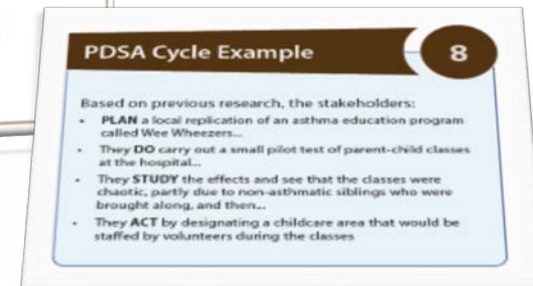 PDSA Cycle Example
8
Based on previous research, the stakeholders:
• PLAN a local replication of an asthma education program
called Wee Wheezers...
• They DO carry out a small pilot test of parent-child classes
at the hospital...
• They STUDY the effects and see that the classes were
chaotic, partly due to non-asthmatic siblings who were
brought along, and then...
• They ACT by designating a childcare area that would be
staffed by volunteers during the classes